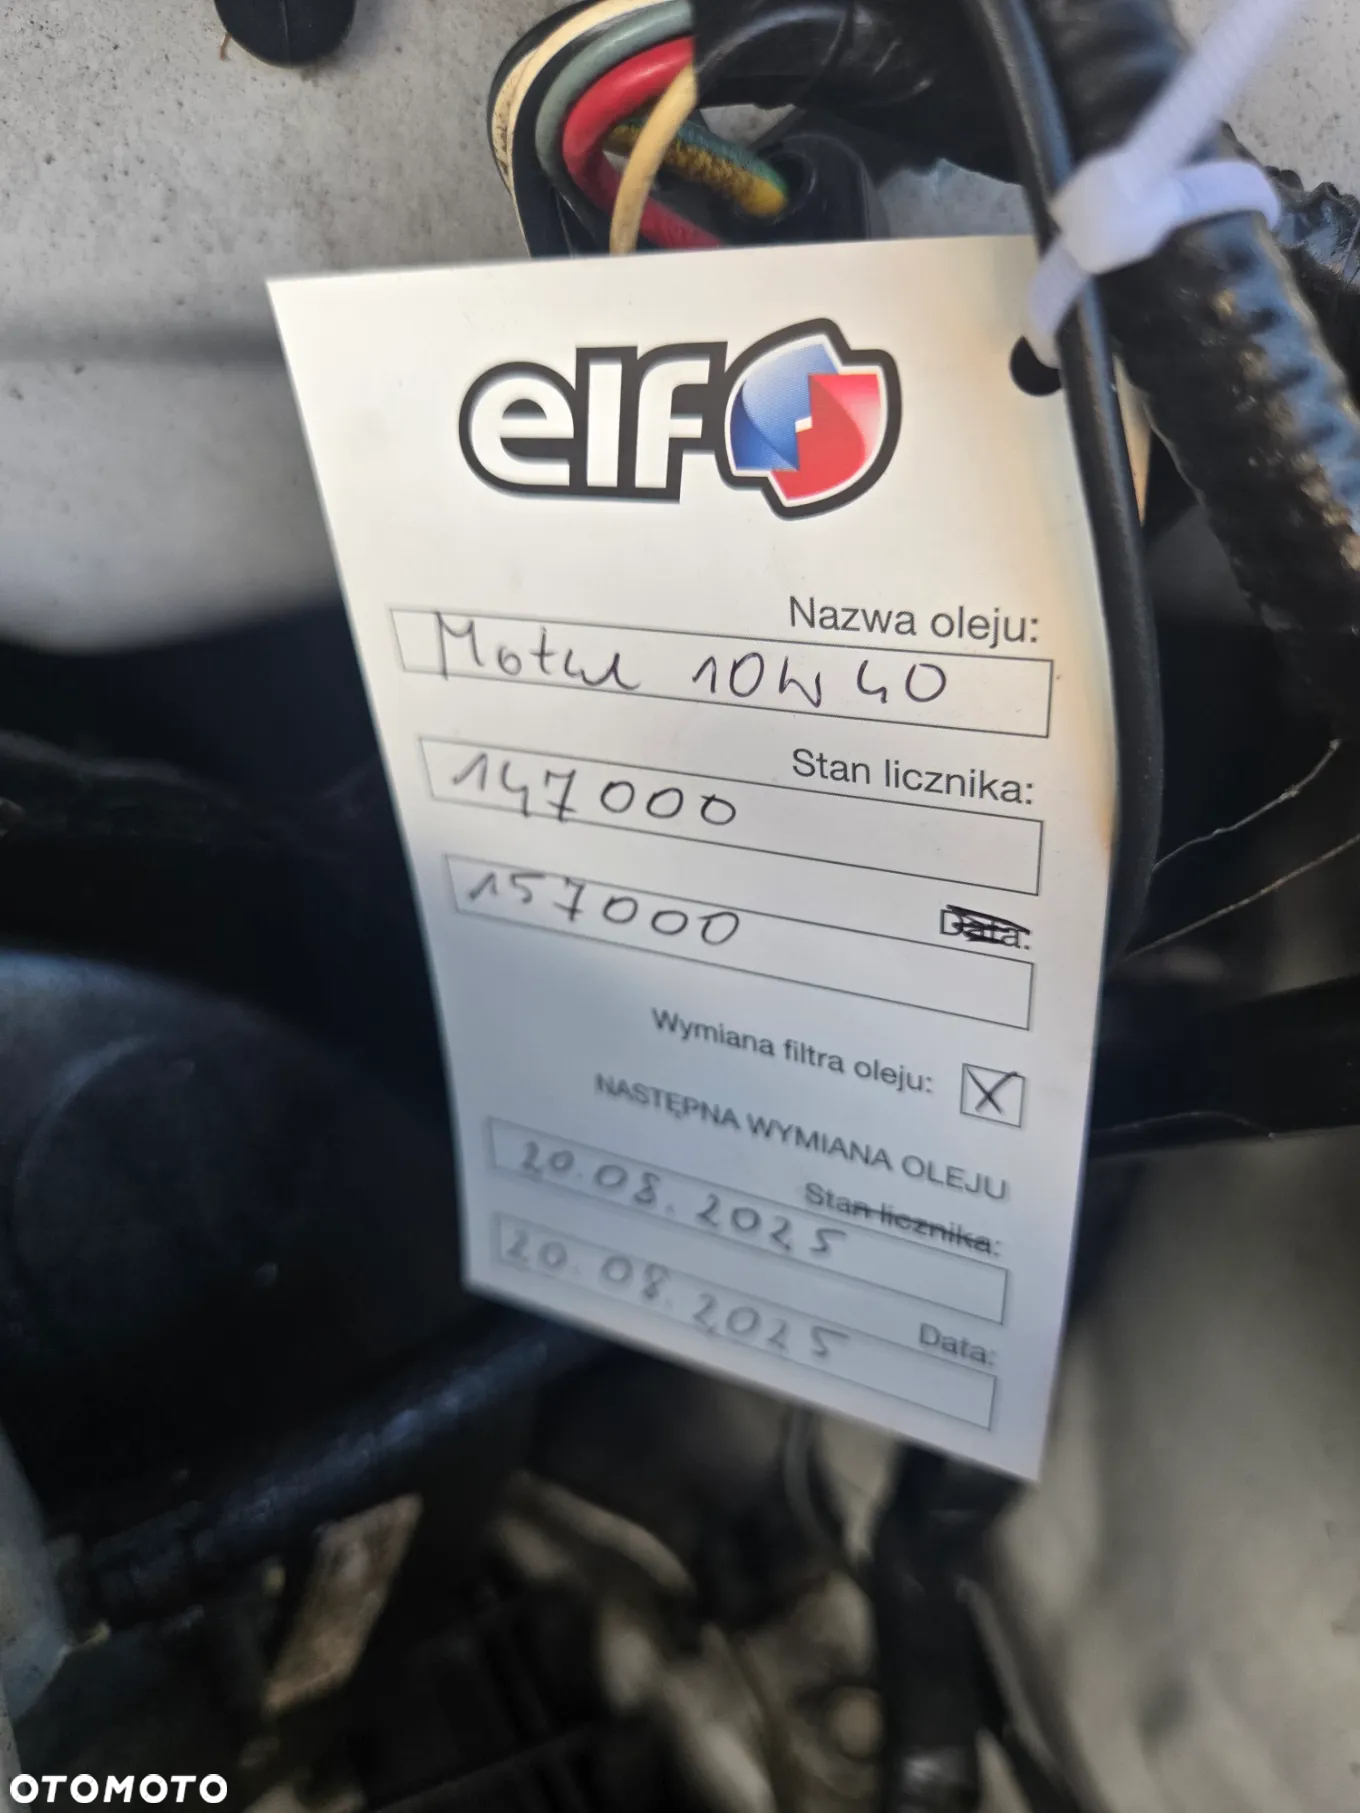 elf
Nazwa oleju:
Motul 10W40
Stan licznika:
147000
Data:
157000
Wymiana filtra oleju: X
NASTĘPNA WYMIANA OLEJU
Stan licznika:
20.08.2025
Data:
20.08.2025
OTOMOTO